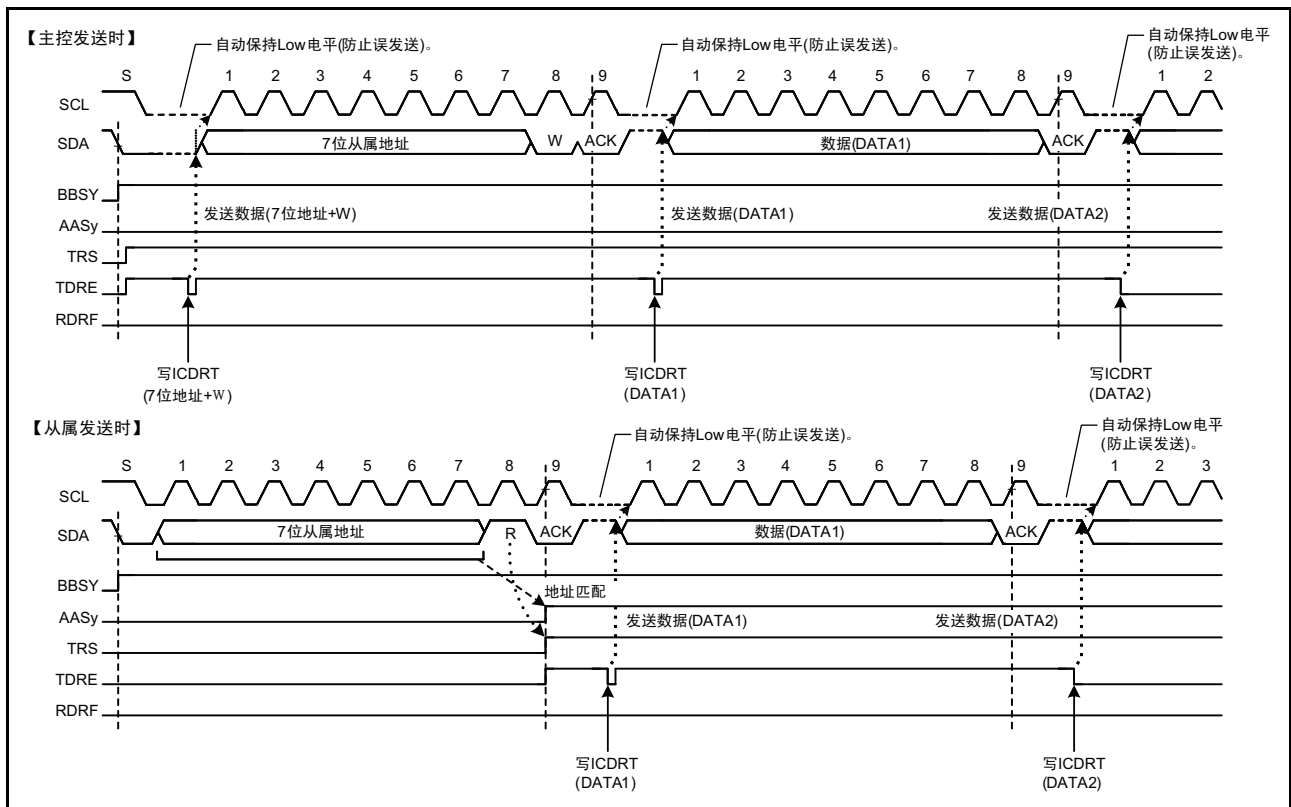 【主控发送时】
自动保持Low电平(防止误发送)。
自动保持Low电平(防止误发送)。
自动保持Low电平
(防止误发送)。
S 1 2 3 4 5 6 7 8 9 1 2 3 4 5 6 7 8 9 1 2
SCL
SDA 7位从属地址 W ACK 数据(DATA1) ACK
BBSY
发送数据(7位地址+W) 发送数据(DATA1) 发送数据(DATA2)
AASy
TRS
TDRE
RDRF
写ICDRT
(7位地址+W)
写ICDRT
(DATA1)
写ICDRT
(DATA2)
【从属发送时】
自动保持Low电平(防止误发送)。
自动保持Low电平
(防止误发送)。
S 1 2 3 4 5 6 7 8 9 1 2 3 4 5 6 7 8 9 1 2 3
SCL
SDA 7位从属地址 R ACK 数据(DATA1) ACK
BBSY
地址匹配
AASy 发送数据(DATA1) 发送数据(DATA2)
TRS
TDRE
RDRF
写ICDRT
(DATA1)
写ICDRT
(DATA2)